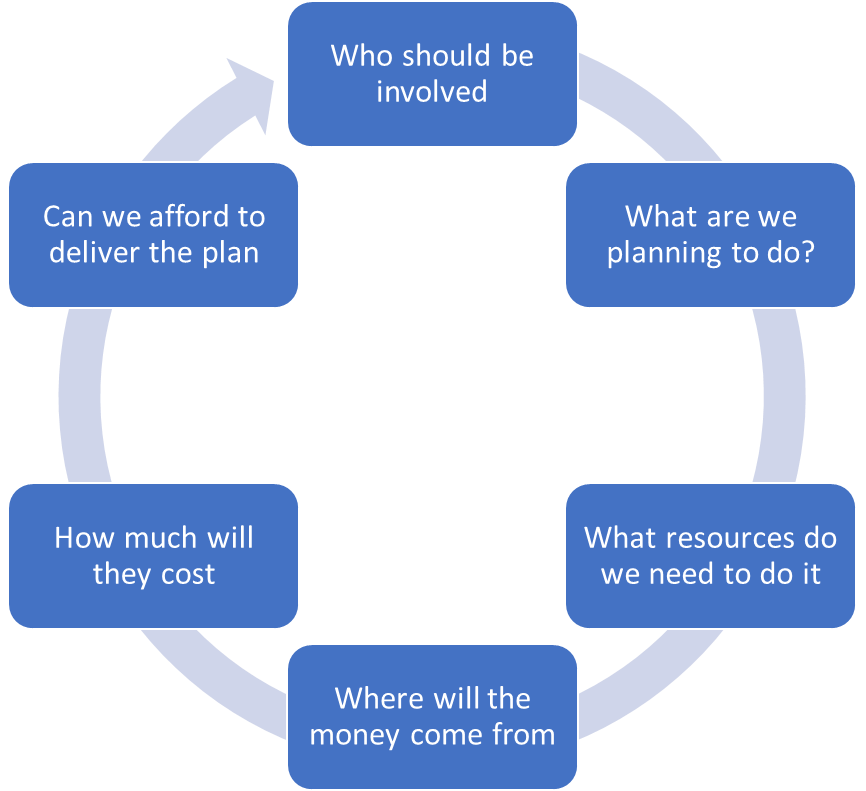 Who should be
involved
What are we
planning to do?
What resources do
we need to do it
Where will the
money come from
How much will
they cost
Can we afford to
deliver the plan